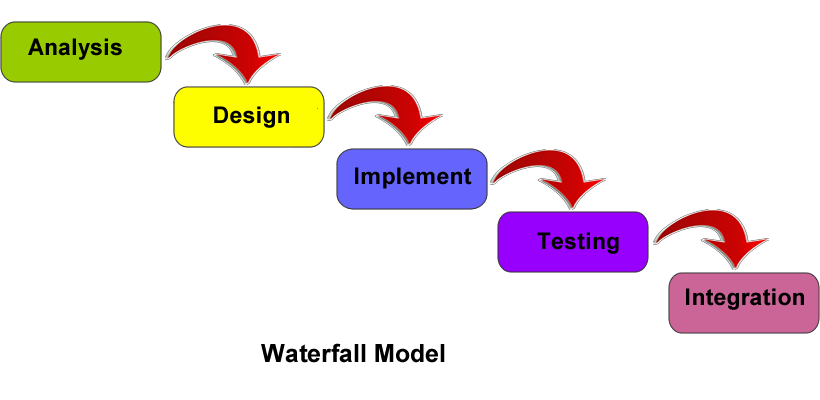 Analysis
Design
Implement
Testing
Integration
Waterfall Model